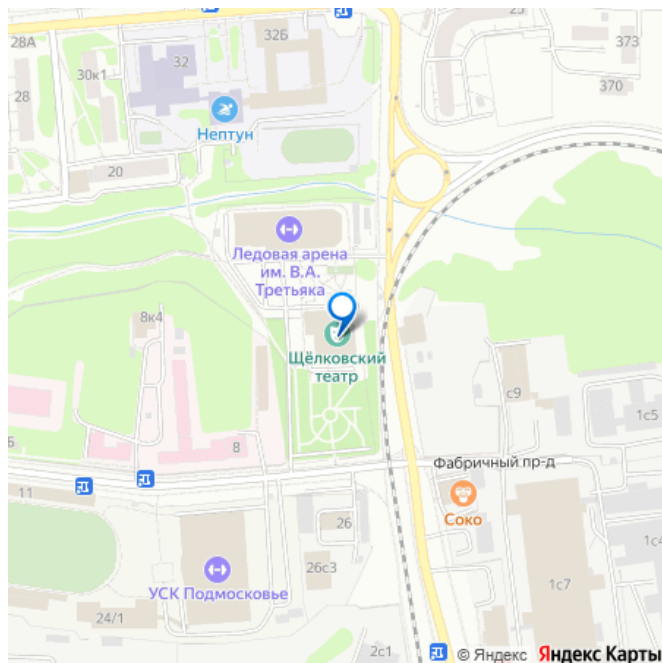 25
28А
32Б
373
32
30к1
370
28
Нептун
20
Ледовая арена
им. В.А.
Третьяка
8к4
Щёлковский
театр
с9
1с5
8
Фабричный пр-д
11
Соко
26
1с4
26с3
1с7
УСК Подмосковье
24/1
2с1
© Яндекс Яндекс Карты